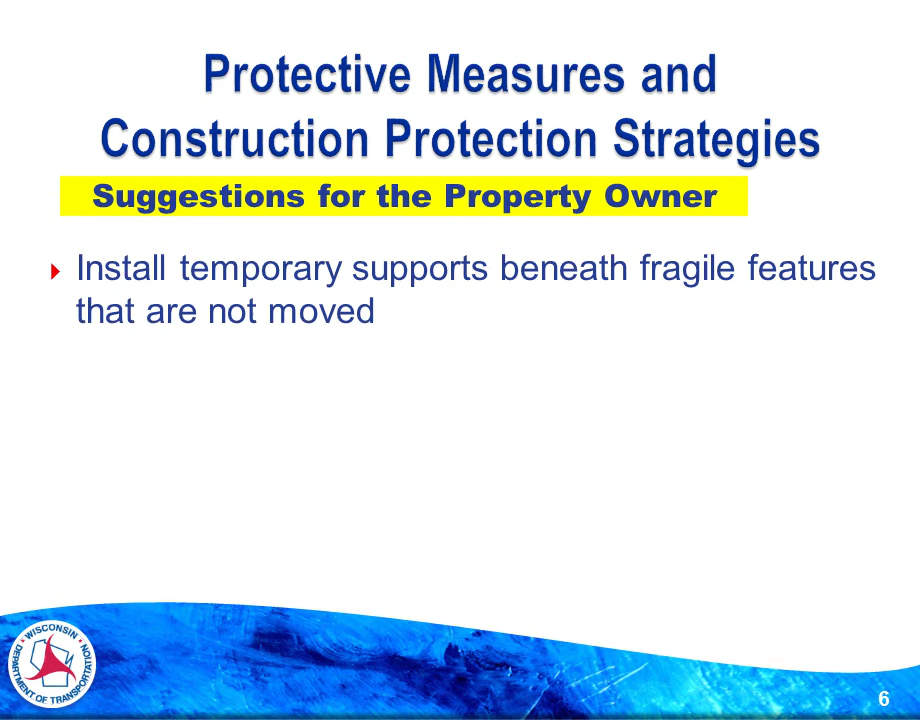 Protective Measures and
Construction Protection Strategies
Suggestions for the Property Owner
Install temporary supports beneath fragile features
that are not moved
WISCONSIN
DEPARTMENT OF TRANSPORTATION
6